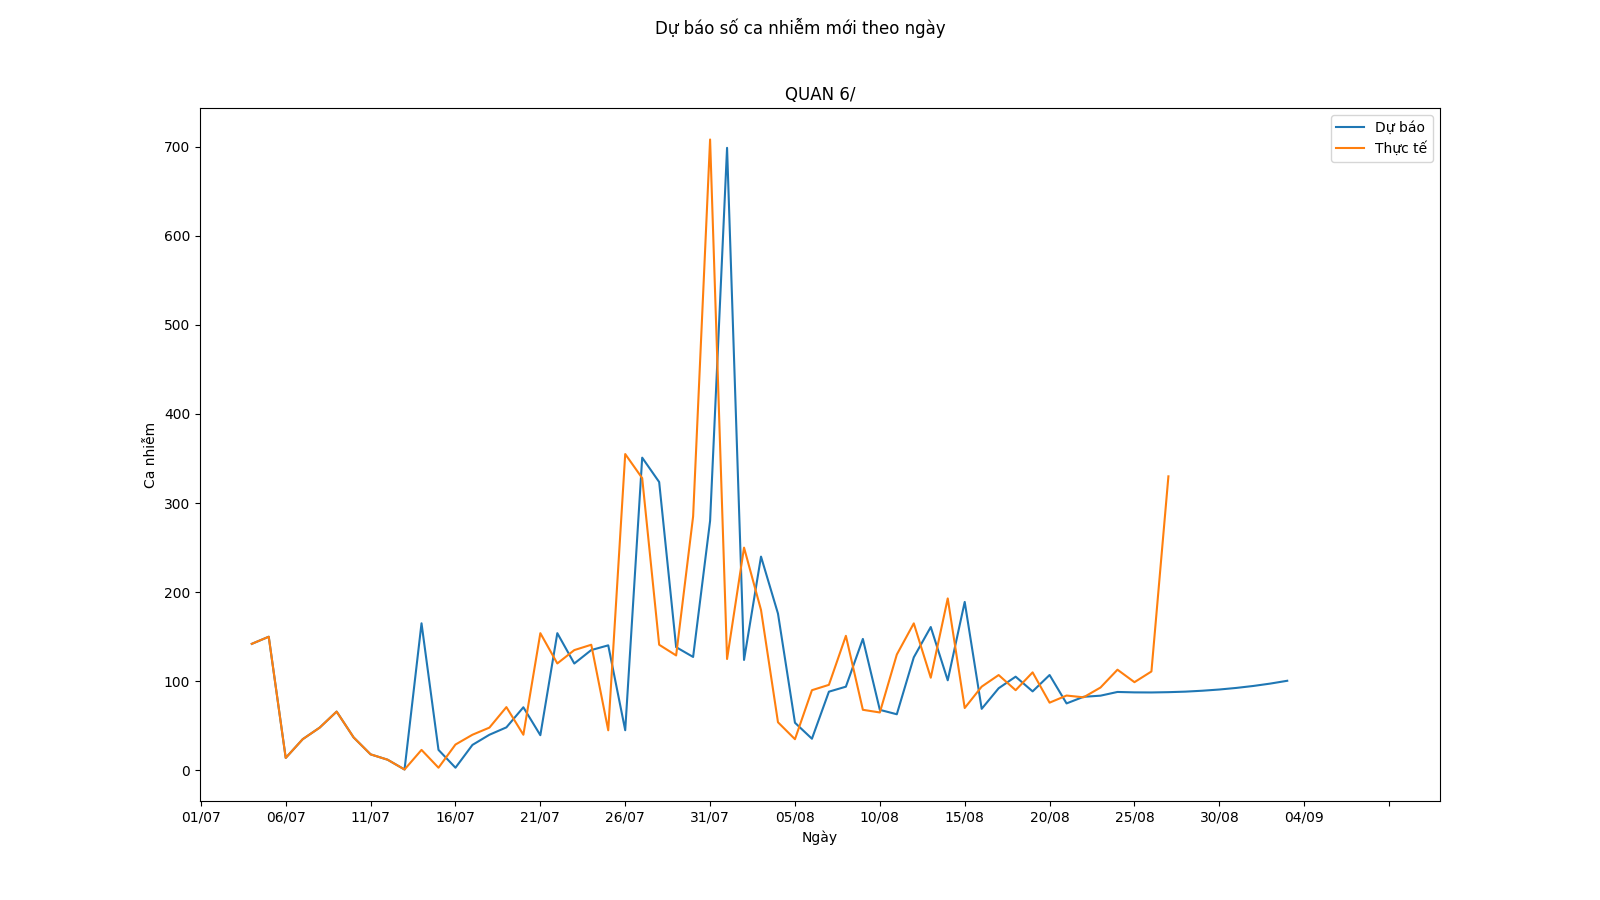 Dự báo số ca nhiễm mới theo ngày
QUAN 6/
Dự báo
Thực tế
700
600
500
400
300
200
100
0
Ca nhiễm
01/07 06/07 11/07 16/07 21/07 26/07 31/07 05/08 10/08 15/08 20/08 25/08 30/08 04/09
Ngày